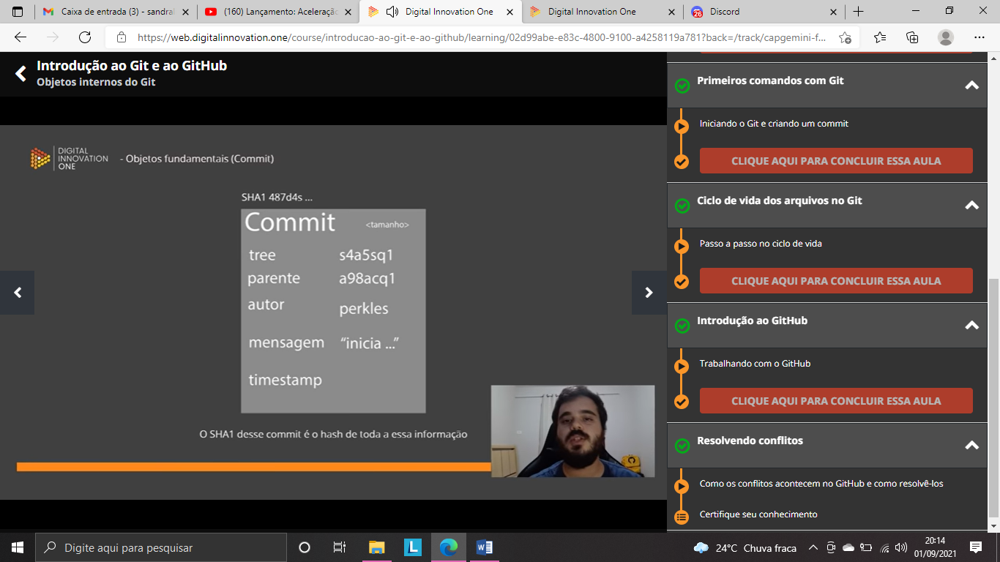 Caixa de entrada (3) - sandral
(160) Lançamento: Aceleração
Digital Innovation One
Digital Innovation One
26
Discord
https://web.digitalinnovation.one/course/introducao-ao-git-e-ao-github/learning/02d99abe-e83c-4800-9100-a4258119a781?back=/track/capgemini-f...
Introdução ao Git e ao GitHub
Objetos internos do Git
DIGITAL
INNOVATION
ONE
- Objetos fundamentais (Commit)
SHA1 487d4s ...
Commit <tamanho>
tree s4a5sq1
parente a98acq1
autor perkles
mensagem “inicia ...”
timestamp
O SHA1 desse commit é o hash de toda a essa informação
Primeiros comandos com Git
Iniciando o Git e criando um commit
CLIQUE AQUI PARA CONCLUIR ESSA AULA
Ciclo de vida dos arquivos no Git
Passo a passo no ciclo de vida
CLIQUE AQUI PARA CONCLUIR ESSA AULA
Introdução ao GitHub
Trabalhando com o GitHub
CLIQUE AQUI PARA CONCLUIR ESSA AULA
Resolvendo conflitos
Como os conflitos acontecem no GitHub e como resolvê-los
Certifique seu conhecimento
Digite aqui para pesquisar
L
W
24°C Chuva fraca
20:14
01/09/2021